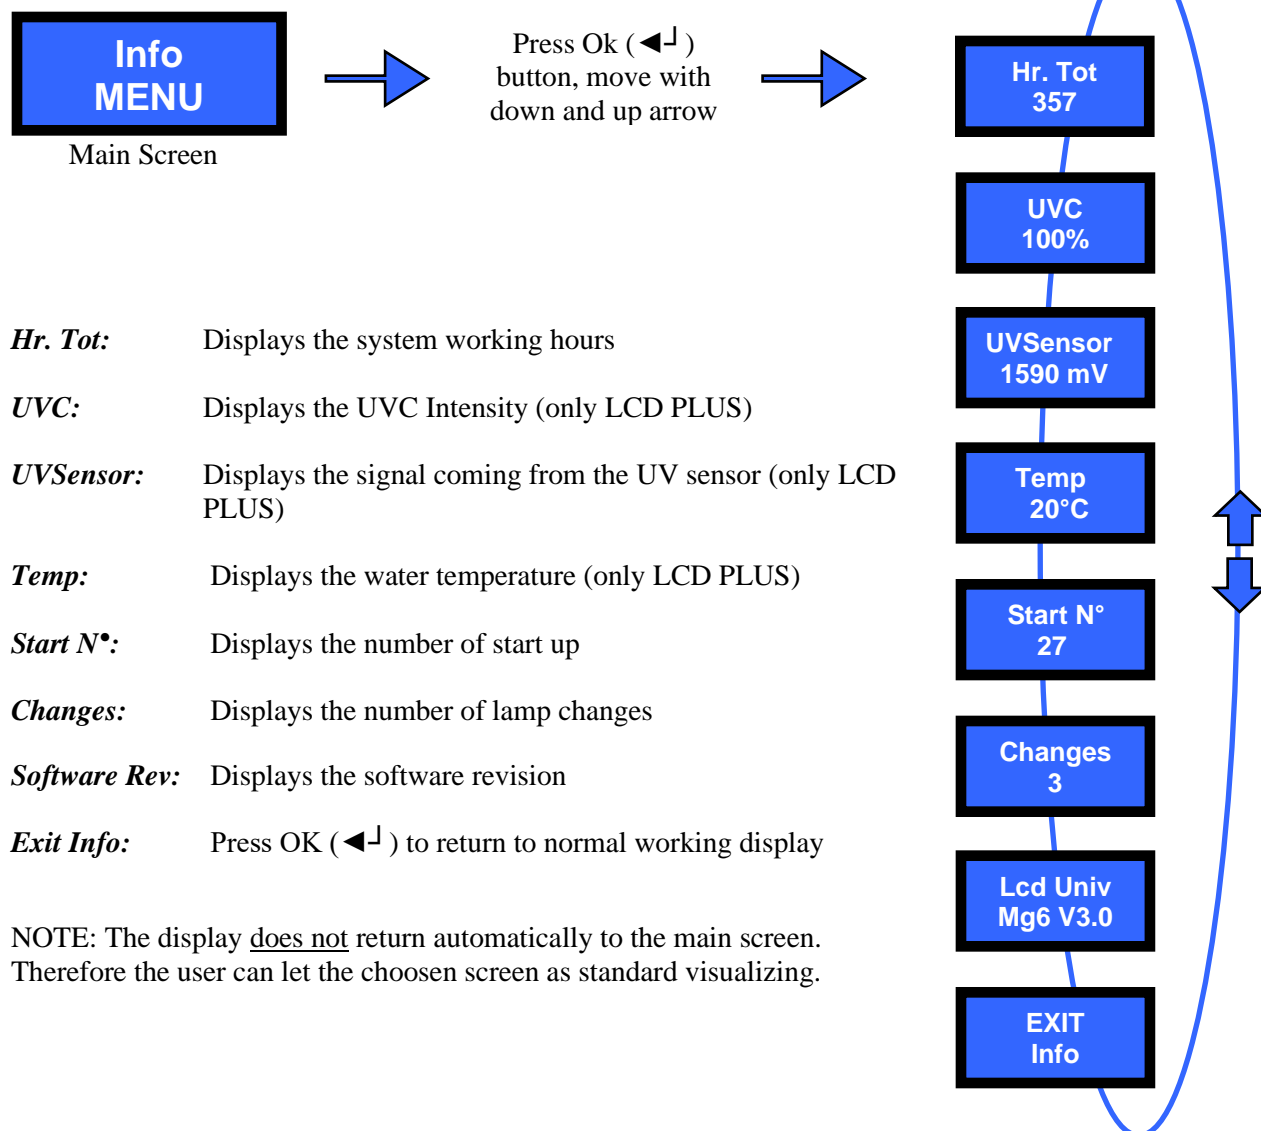 Info
MENU
Main Screen
Press Ok (◄┘)
button, move with
down and up arrow
Hr. Tot
357
UVC
100%
UVSensor
1590 mV
Temp
20°C
Start N°
27
Changes
3
Lcd Univ
Mg6 V3.0
EXIT
Info
Hr. Tot: Displays the system working hours
UVC: Displays the UVC Intensity (only LCD PLUS)
UVSensor: Displays the signal coming from the UV sensor (only LCD
PLUS)
Temp: Displays the water temperature (only LCD PLUS)
Start N•: Displays the number of start up
Changes: Displays the number of lamp changes
Software Rev: Displays the software revision
Exit Info: Press OK (◄┘) to return to normal working display
NOTE: The display does not return automatically to the main screen.
Therefore the user can let the choosen screen as standard visualizing.